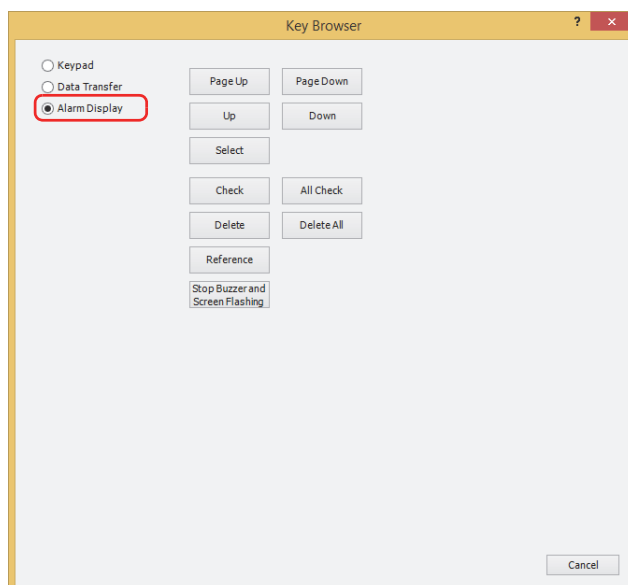 Key Browser
?
×
Keypad
Data Transfer
Alarm Display
Page Up
Page Down
Up
Down
Select
Check
All Check
Delete
Delete All
Reference
Stop Buzzer and
Screen Flashing
Cancel